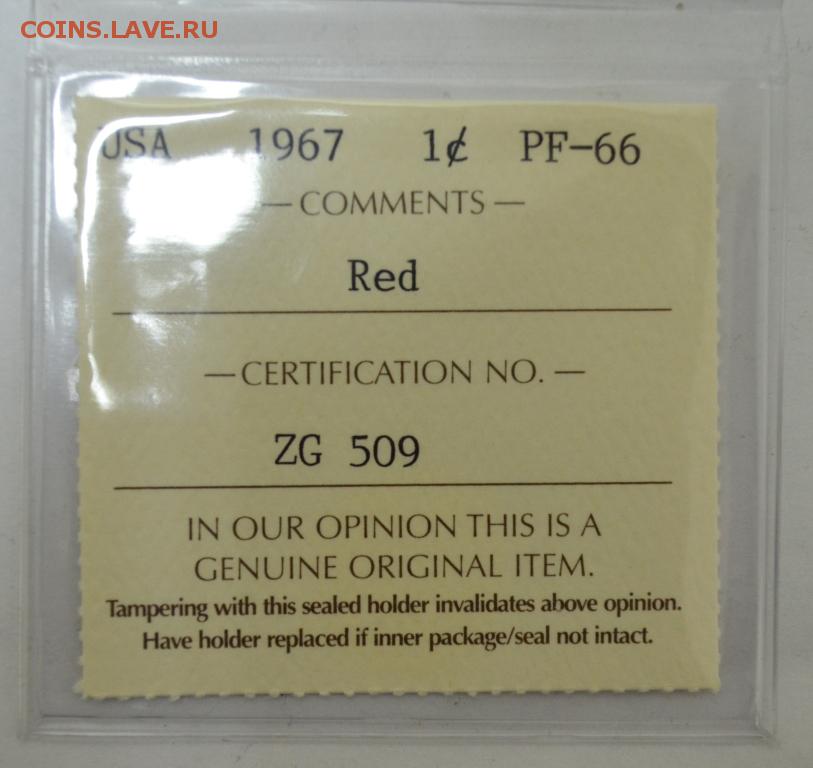 COINS.LAVE.RU
USA 1967 1¢ PF-66
— COMMENTS —
Red
— CERTIFICATION NO. —
ZG 509
IN OUR OPINION THIS IS A
GENUINE ORIGINAL ITEM.
Tampering with this sealed holder invalidates above opinion.
Have holder replaced if inner package/seal not intact.